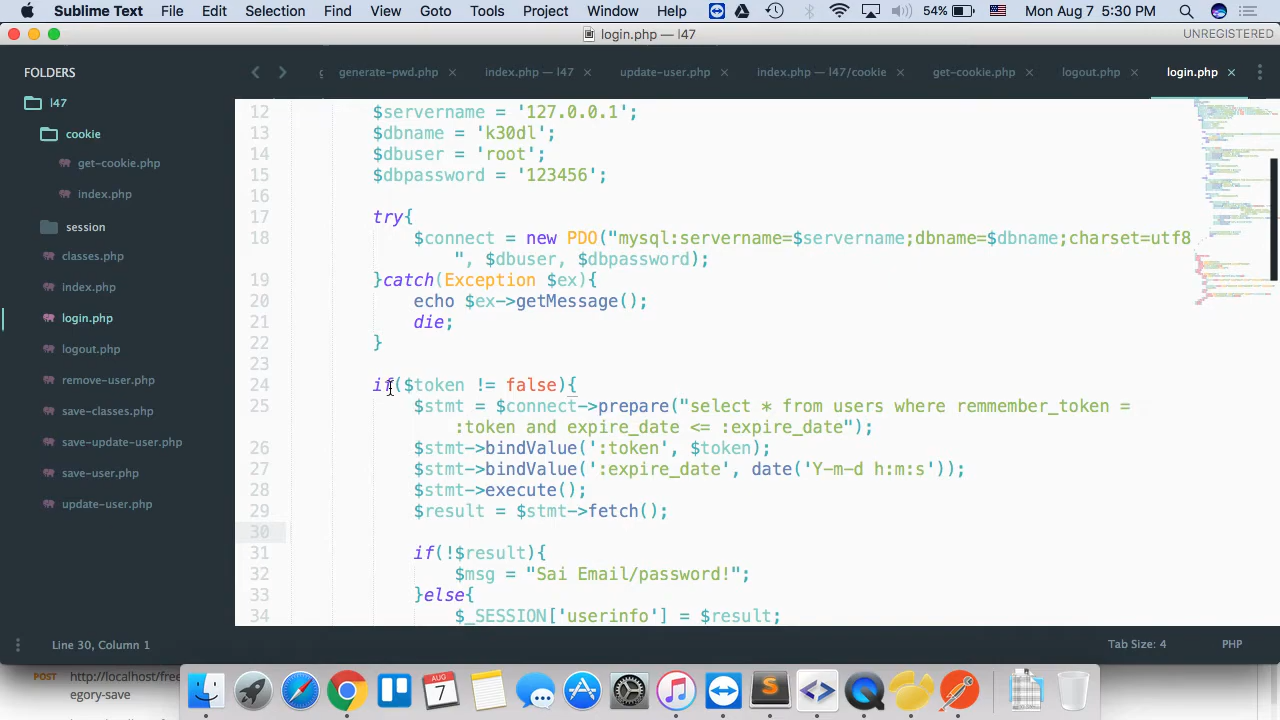 Sublime Text File Edit Selection Find View Goto Tools Project Window Help 54% Mon Aug 7 5:30 PM
login.php — l47 UNREGISTERED
generate-pwd.php index.php — l47 update-user.php index.php — l47/cookie get-cookie.php logout.php login.php
FOLDERS
l47
cookie
get-cookie.php
index.php
session
classes.php
index.php
login.php
logout.php
remove-user.php
save-classes.php
save-update-user.php
save-user.php
update-user.php
12 $servername = '127.0.0.1';
13 $dbname = 'k30dl';
14 $dbuser = 'root';
15 $dbpassword = '123456';
16
17 try{
18 $connect = new PDO("mysql:servername=$servername;dbname=$dbname;charset=utf8
", $dbuser, $dbpassword);
19 }catch(Exception $ex){
20 echo $ex->getMessage();
21 die;
22 }
23
24 if($token != false){
25 $stmt = $connect->prepare("select * from users where remmember_token =
:token and expire_date <= :expire_date");
26 $stmt->bindValue(':token', $token);
27 $stmt->bindValue(':expire_date', date('Y-m-d h:m:s'));
28 $stmt->execute();
29 $result = $stmt->fetch();
30
31 if(!$result){
32 $msg = "Sai Email/password!";
33 }else{
34 $_SESSION['userinfo'] = $result;
Line 30, Column 1 Tab Size: 4 PHP
POST http://localhost/free
egory-save
7